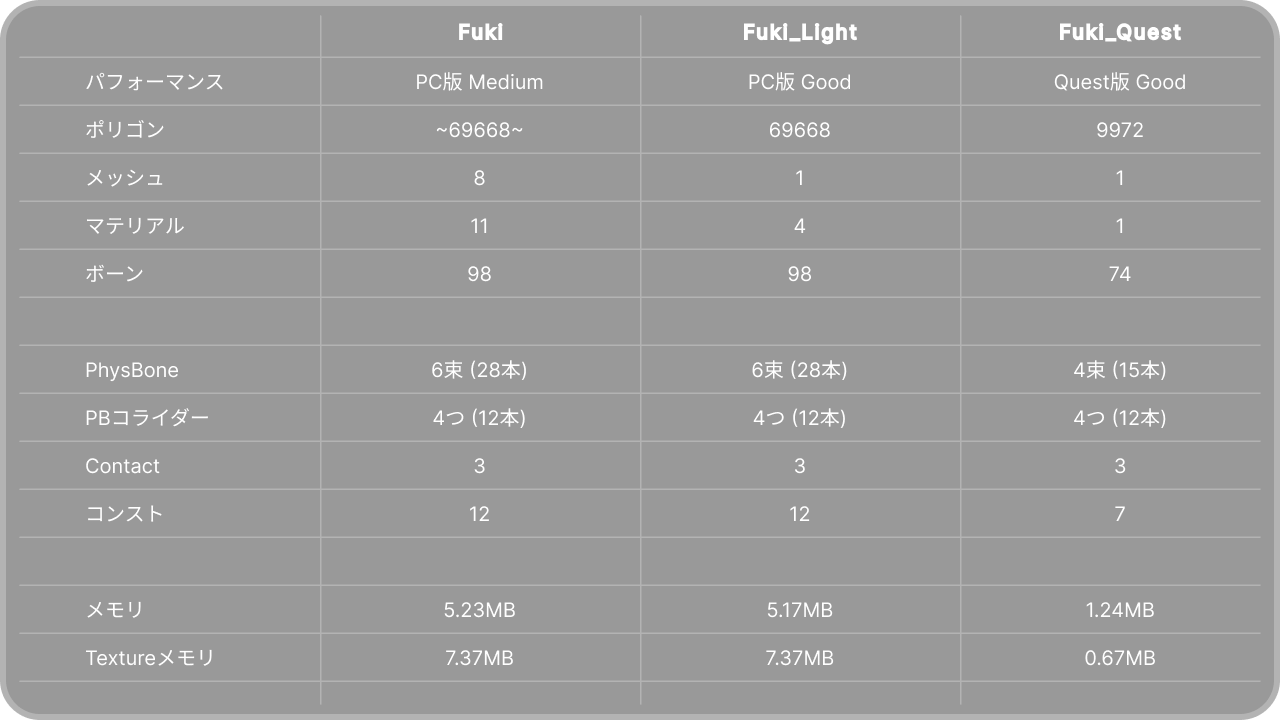 Fuki Fuki_Light Fuki_Quest
パフォーマンス PC版 Medium PC版 Good Quest版 Good
ポリゴン ~69668~ 69668 9972
メッシュ 8 1 1
マテリアル 11 4 1
ボーン 98 98 74
PhysBone 6束 (28本) 6束 (28本) 4束 (15本)
PBコライダー 4つ (12本) 4つ (12本) 4つ (12本)
Contact 3 3 3
コンスト 12 12 7
メモリ 5.23MB 5.17MB 1.24MB
Textureメモリ 7.37MB 7.37MB 0.67MB